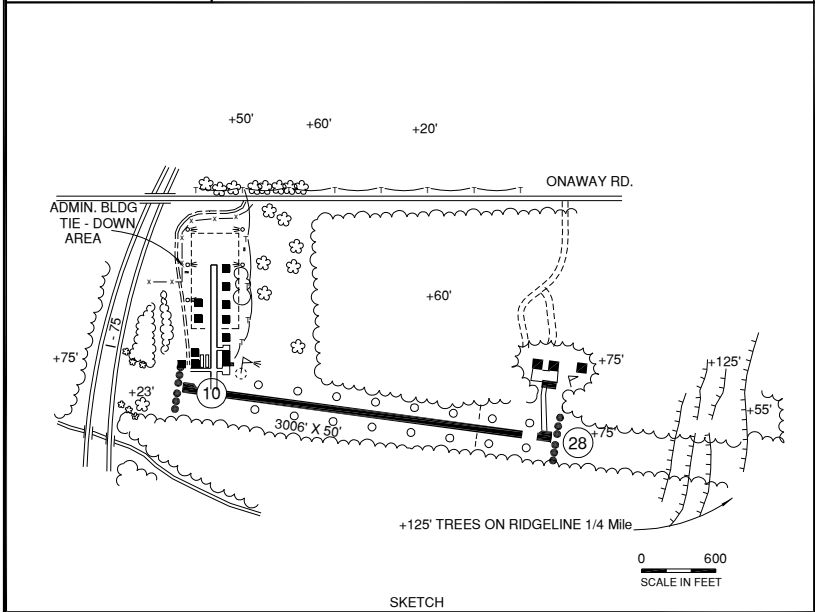 +50'
+60'
+20'
ONAWAY RD.
ADMIN. BLDG
TIE - DOWN
AREA
+60'
I - 75
+75'
+75'
+125'
+23'
10
+55'
3006' X 50'
28
+75'
+125' TREES ON RIDGELINE 1/4 Mile
0 600
SCALE IN FEET
SKETCH